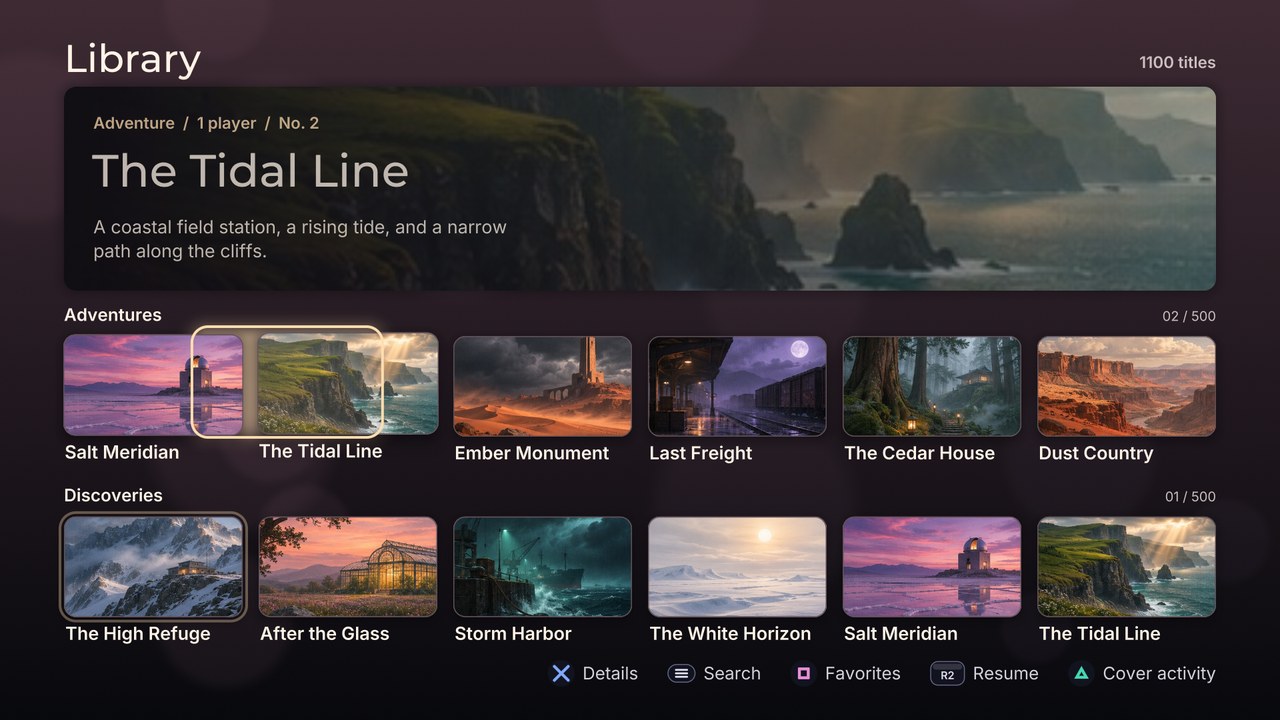 Library
1100 titles
Adventure / 1 player / No. 2
The Tidal Line
A coastal field station, a rising tide, and a narrow
path along the cliffs.
Adventures
02 / 500
Salt Meridian
The Tidal Line
Ember Monument
Last Freight
The Cedar House
Dust Country
Discoveries
01 / 500
The High Refuge
After the Glass
Storm Harbor
The White Horizon
Salt Meridian
The Tidal Line
Details
Search
Favorites
R2 Resume
Cover activity